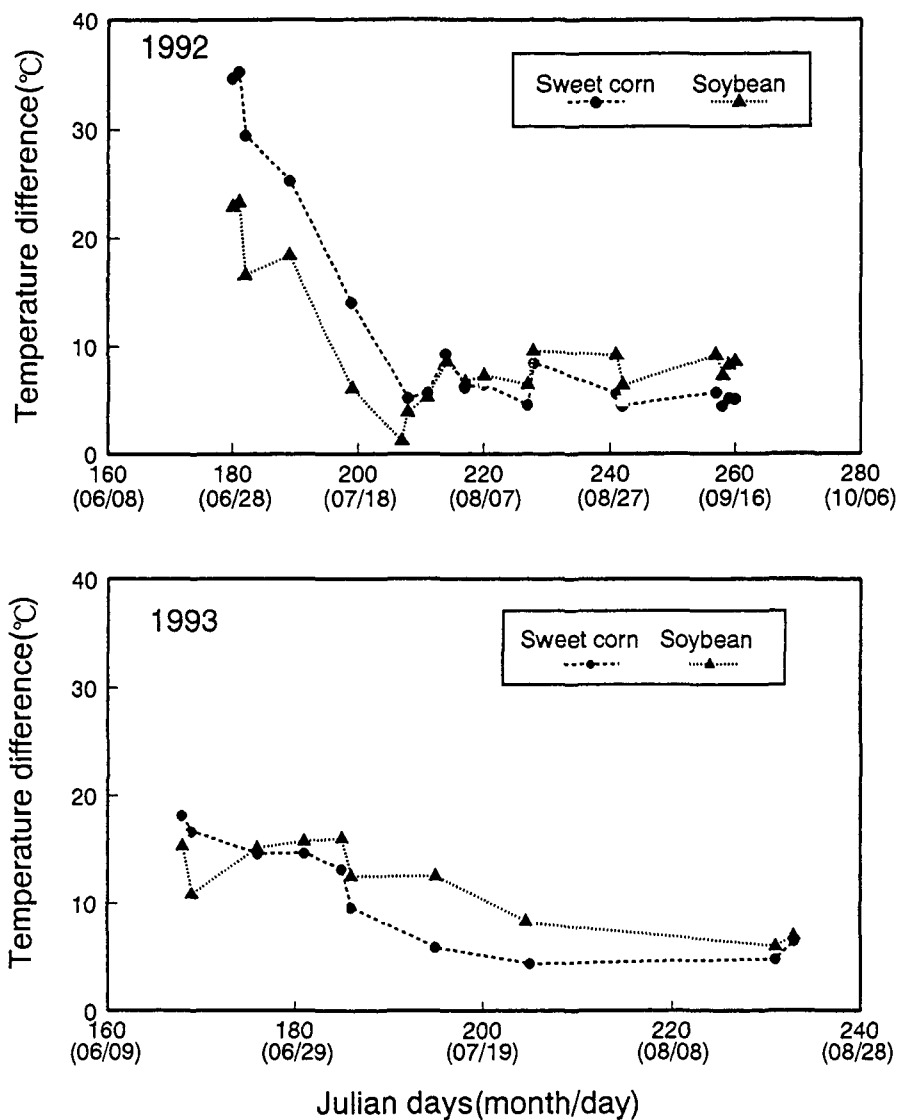 1992
Sweet corn Soybean
Temperature difference(℃)
40
30
20
10
0
160 180 200 220 240 260 280
(06/08) (06/28) (07/18) (08/07) (08/27) (09/16) (10/06)
1993
Sweet corn Soybean
Temperature difference(℃)
40
30
20
10
0
160 180 200 220 240
(06/09) (06/29) (07/19) (08/08) (08/28)
Julian days(month/day)